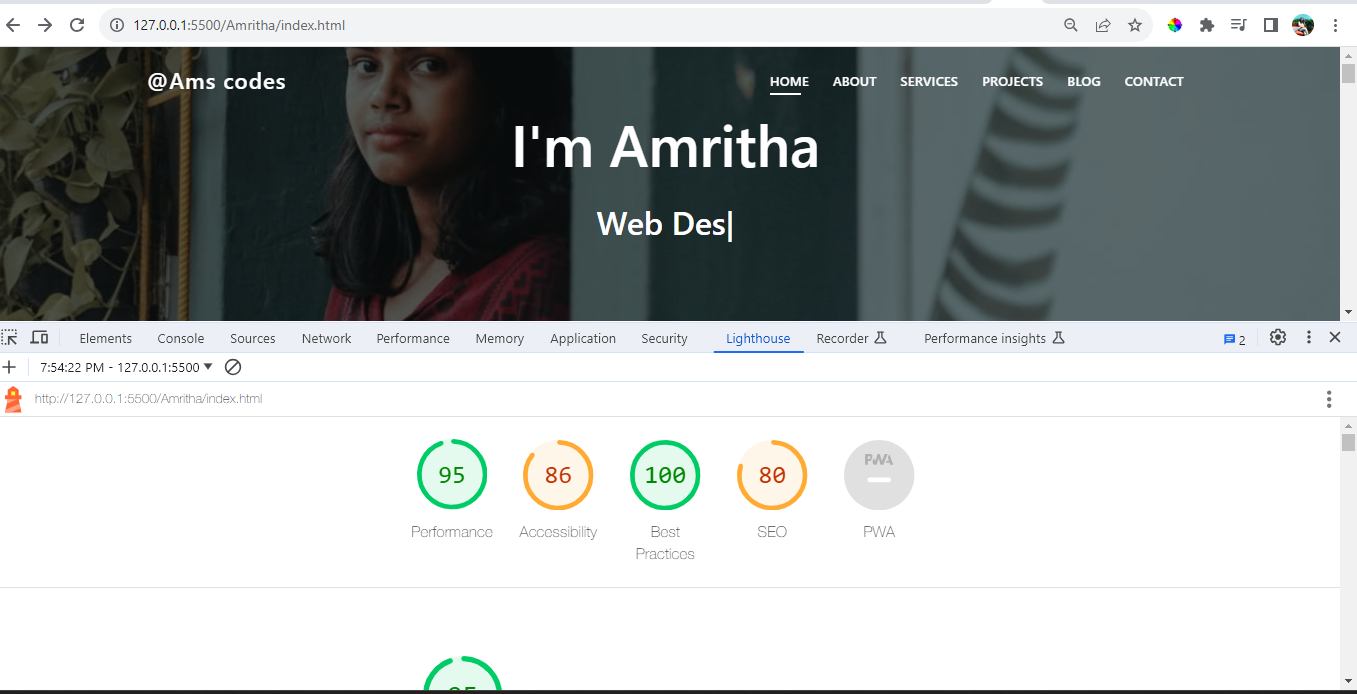 127.0.0.1:5500/Amritha/index.html
@Ams codes
HOME ABOUT SERVICES PROJECTS BLOG CONTACT
I'm Amritha
Web Des|
Elements Console Sources Network Performance Memory Application Security Lighthouse Recorder Performance insights 2
7:54:22 PM - 127.0.0.1:5500
http://127.0.0.1:5500/Amritha/index.html
95 86 100 80 PWA
Performance Accessibility Best Practices SEO PWA
95